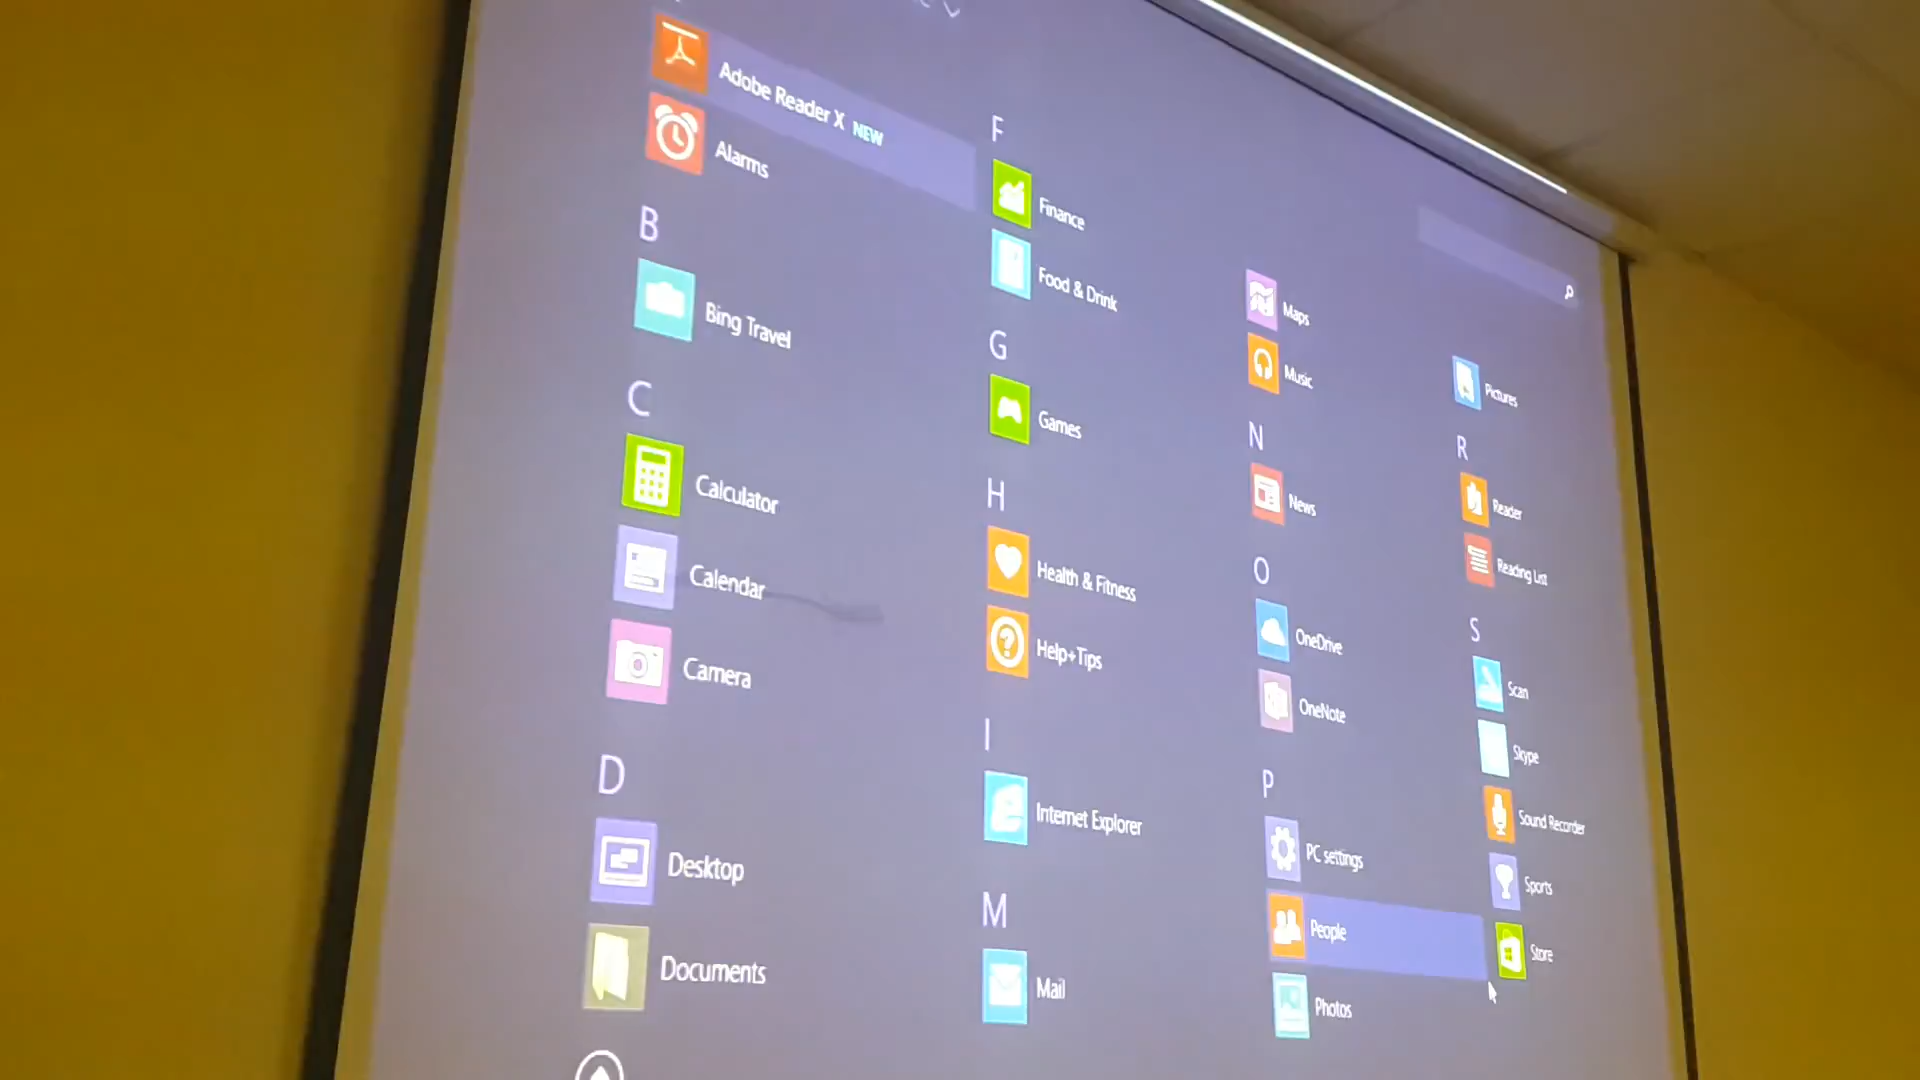 Adobe Reader X NEW
Alarms
B
Bing Travel
C
Calculator
Calendar
Camera
D
Desktop
Documents
F
Finance
Food & Drink
G
Games
H
Health & Fitness
Help+Tips
I
Internet Explorer
M
Mail
Maps
Music
N
News
O
OneDrive
OneNote
P
PC settings
People
Photos
Pictures
R
Reader
Reading List
S
Scan
Skype
Sound Recorder
Sports
Store